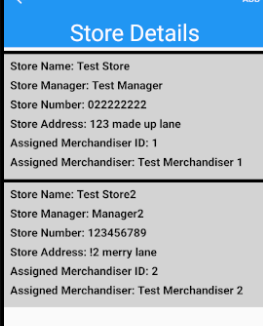 ADD
Store Details
Store Name: Test Store
Store Manager: Test Manager
Store Number: 022222222
Store Address: 123 made up lane
Assigned Merchandiser ID: 1
Assigned Merchandiser: Test Merchandiser 1
Store Name: Test Store2
Store Manager: Manager2
Store Number: 123456789
Store Address: !2 merry lane
Assigned Merchandiser ID: 2
Assigned Merchandiser: Test Merchandiser 2